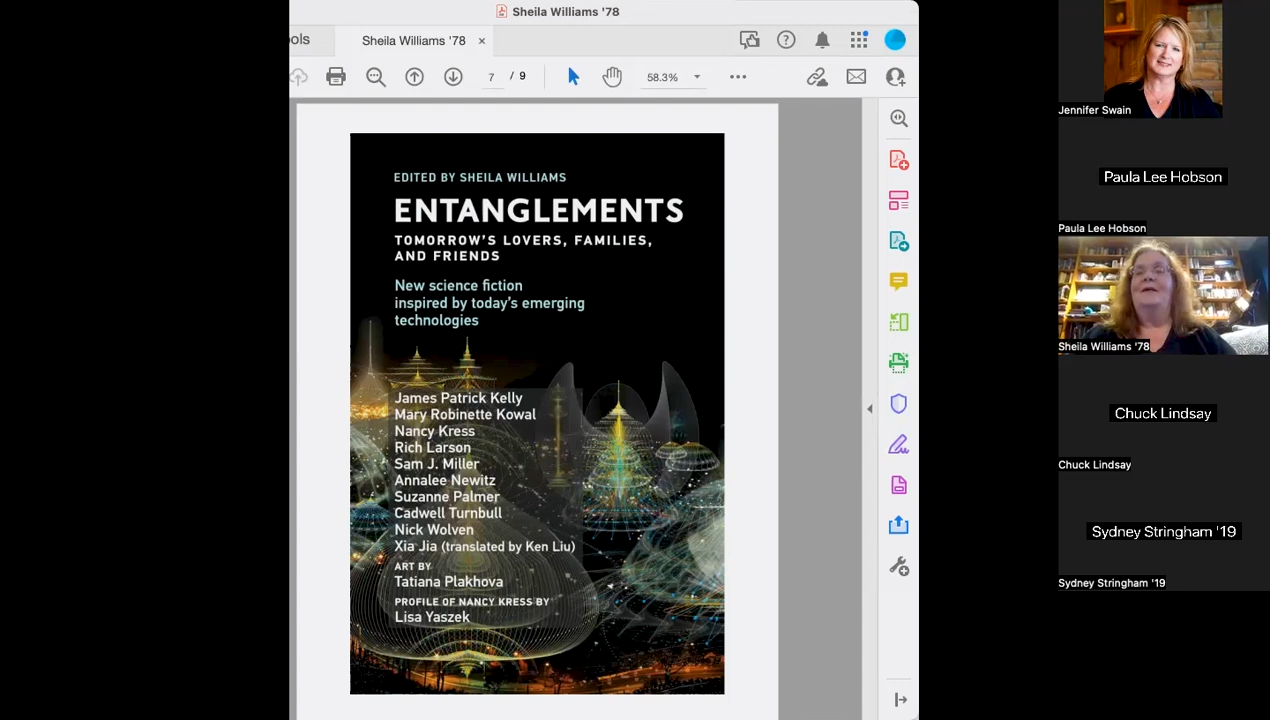 Sheila Williams '78
ools
Sheila Williams '78 ×
7 / 9
58.3%
EDITED BY SHEILA WILLIAMS
ENTANGLEMENTS
TOMORROW'S LOVERS, FAMILIES,
AND FRIENDS
New science fiction
inspired by today's emerging
technologies
James Patrick Kelly
Mary Robinette Kowal
Nancy Kress
Rich Larson
Sam J. Miller
Annalee Newitz
Suzanne Palmer
Cadwell Turnbull
Nick Wolven
Xia Jia (translated by Ken Liu)
ART BY
Tatiana Plakhova
PROFILE OF NANCY KRESS BY
Lisa Yaszek
Jennifer Swain
Paula Lee Hobson
Paula Lee Hobson
Sheila Williams '78
Chuck Lindsay
Chuck Lindsay
Sydney Stringham '19
Sydney Stringham '19